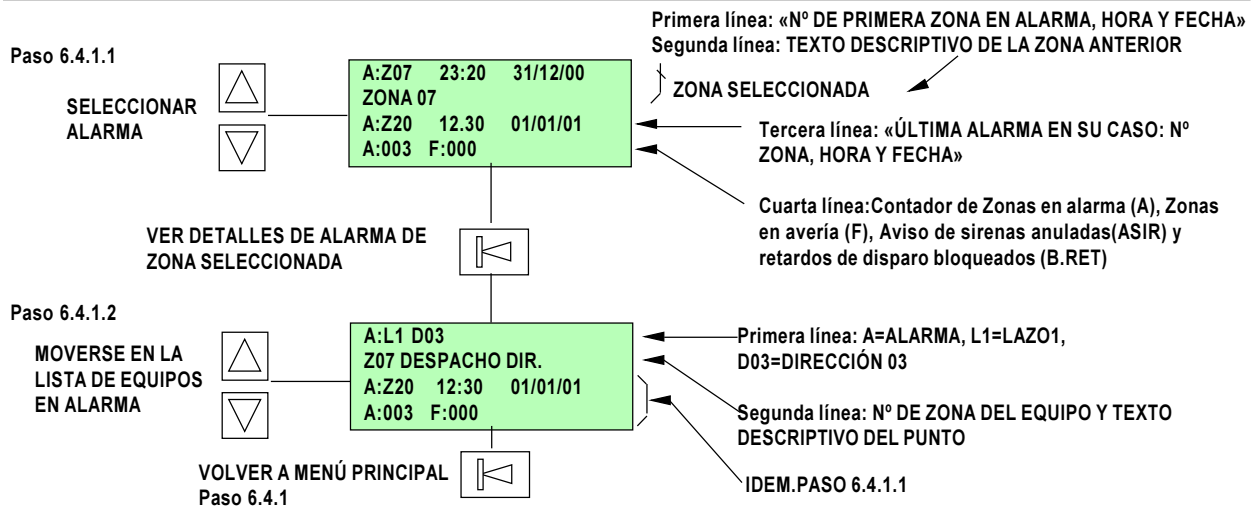 Primera línea: «Nº DE PRIMERA ZONA EN ALARMA, HORA Y FECHA»
Segunda línea: TEXTO DESCRIPTIVO DE LA ZONA ANTERIOR
Paso 6.4.1.1
SELECCIONAR
ALARMA
A:Z07 23:20 31/12/00
ZONA 07
A:Z20 12.30 01/01/01
A:003 F:000
ZONA SELECCIONADA
Tercera línea: «ÚLTIMA ALARMA EN SU CASO: Nº
ZONA, HORA Y FECHA»
Cuarta línea:Contador de Zonas en alarma (A), Zonas
en avería (F), Aviso de sirenas anuladas(ASIR) y
retardos de disparo bloqueados (B.RET)
VER DETALLES DE ALARMA DE
ZONA SELECCIONADA
Paso 6.4.1.2
MOVERSE EN LA
LISTA DE EQUIPOS
EN ALARMA
A:L1 D03
Z07 DESPACHO DIR.
A:Z20 12:30 01/01/01
A:003 F:000
Primera línea: A=ALARMA, L1=LAZO1,
D03=DIRECCIÓN 03
Segunda línea: Nº DE ZONA DEL EQUIPO Y TEXTO
DESCRIPTIVO DEL PUNTO
IDEM.PASO 6.4.1.1
VOLVER A MENÚ PRINCIPAL
Paso 6.4.1